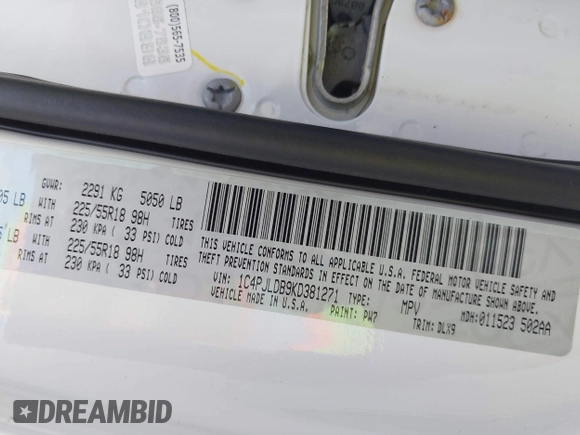 (800)565-7535
GVWR: 2291 KG 5050 LB
05 LB WITH 225/55R18 98H TIRES
RIMS AT 230 KPA ( 33 PSI) COLD
LB WITH 225/55R18 98H TIRES
RIMS AT 230 KPA ( 33 PSI) COLD
THIS VEHICLE CONFORMS TO ALL APPLICABLE U.S.A. FEDERAL MOTOR VEHICLE SAFETY, BUMPER AND
THEFT PREVENTION STANDARDS IN EFFECT ON THE DATE OF MANUFACTURE SHOWN ABOVE.
VIN: 1C4PJLDB9KD381271 TYPE: MPV MDH:011523 502AA
VEHICLE MADE IN U.S.A. PAINT: PW7 TRIM: DLX9
DREAMBID